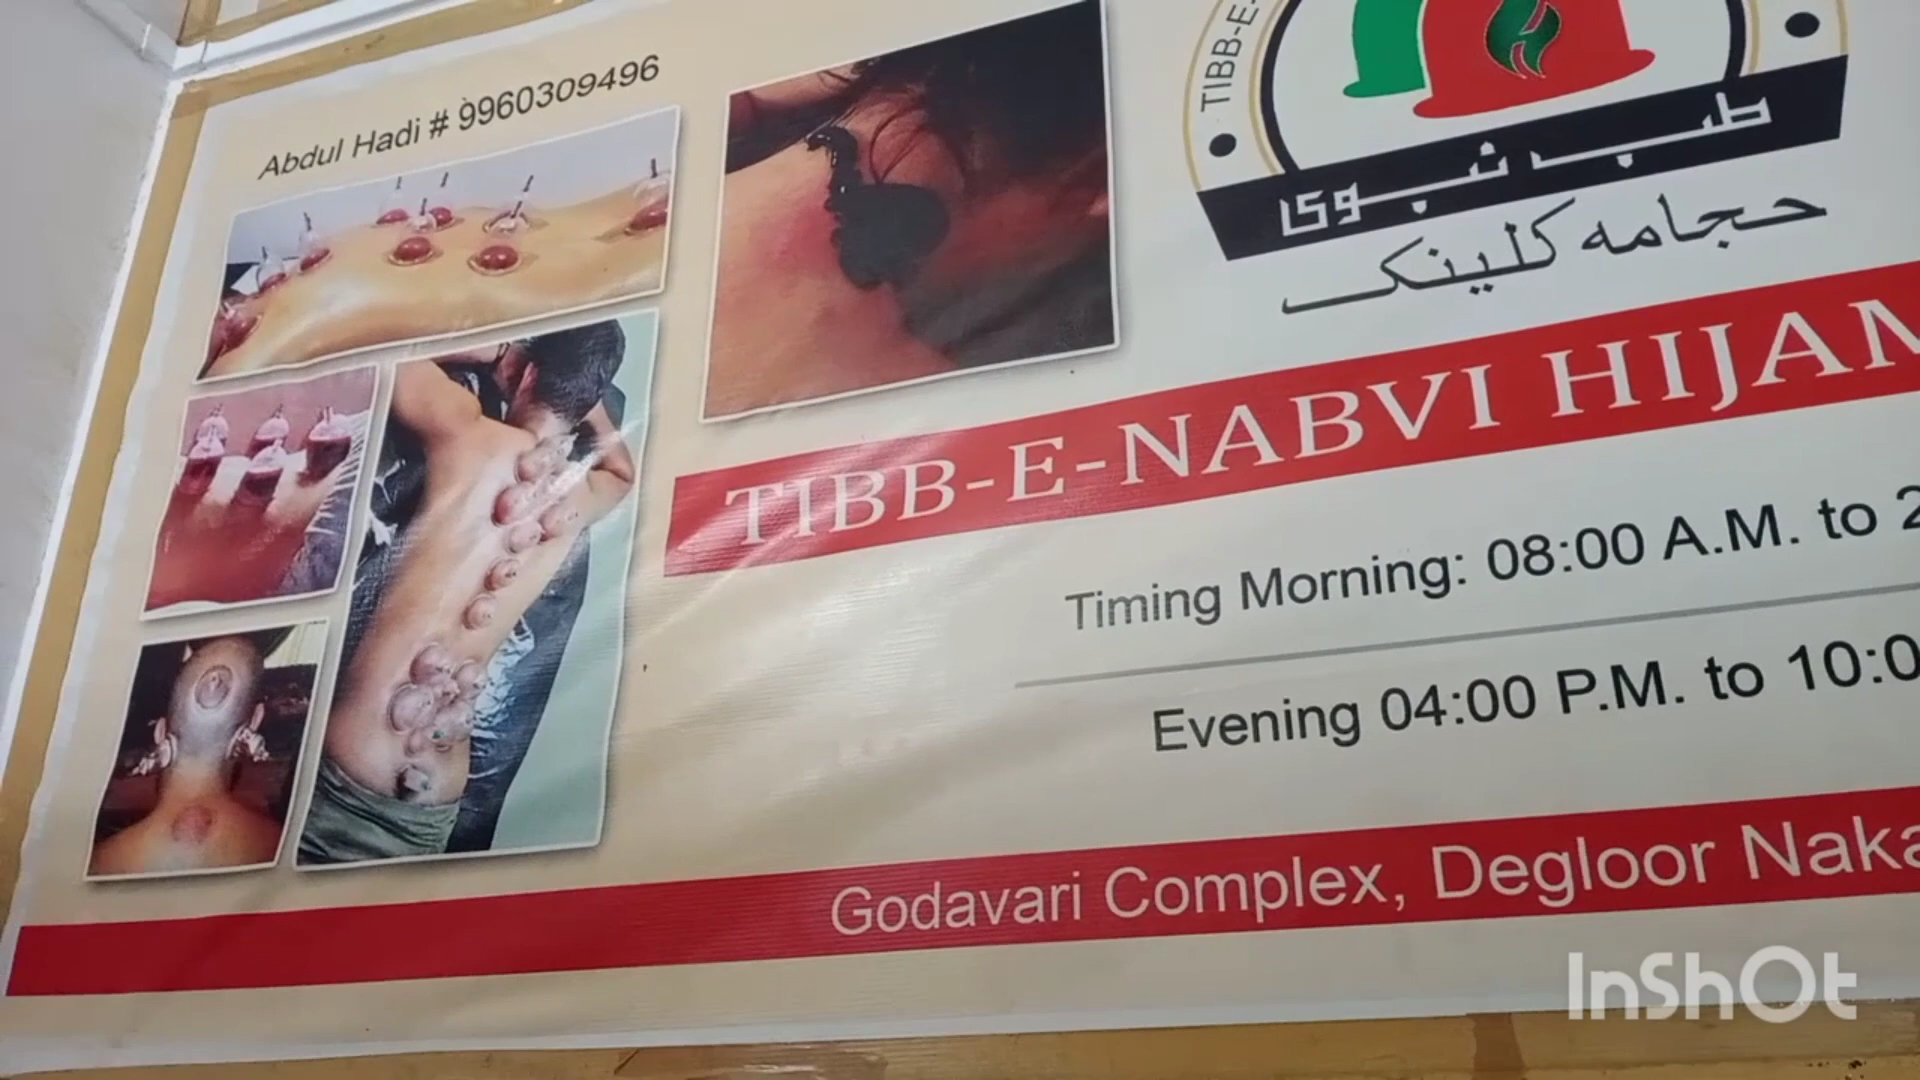 Abdul Hadi # 9960309496
TIBB-E-
طب نبوی
حجامه کلینک
TIBB-E-NABVI HIJAM
Timing Morning: 08:00 A.M. to 2
Evening 04:00 P.M. to 10:0
Godavari Complex, Degloor Naka
InShOt